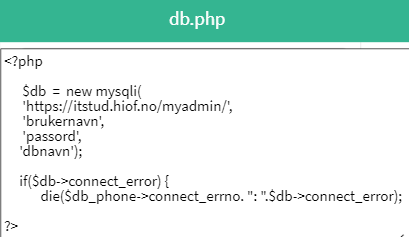 db.php
<?php
$db = new mysqli(
'https://itstud.hiof.no/myadmin/',
'brukernavn',
'passord',
'dbnavn');
if($db->connect_error) {
die($db_phone->connect_errno. ": ".$db->connect_error);
?>